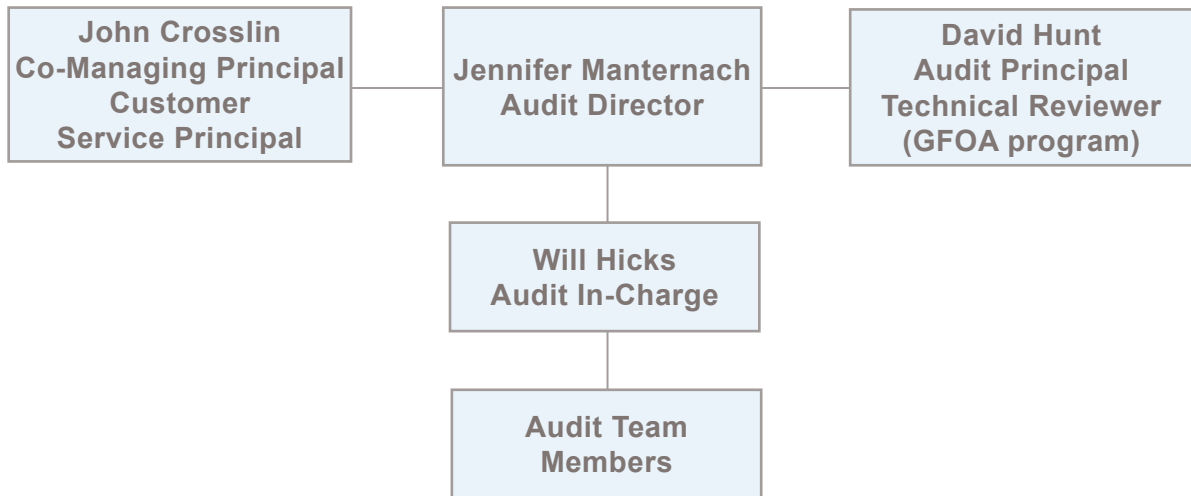 John Crosslin
Co-Managing Principal
Customer
Service Principal
Jennifer Manternach
Audit Director
David Hunt
Audit Principal
Technical Reviewer
(GFOA program)
Will Hicks
Audit In-Charge
Audit Team
Members